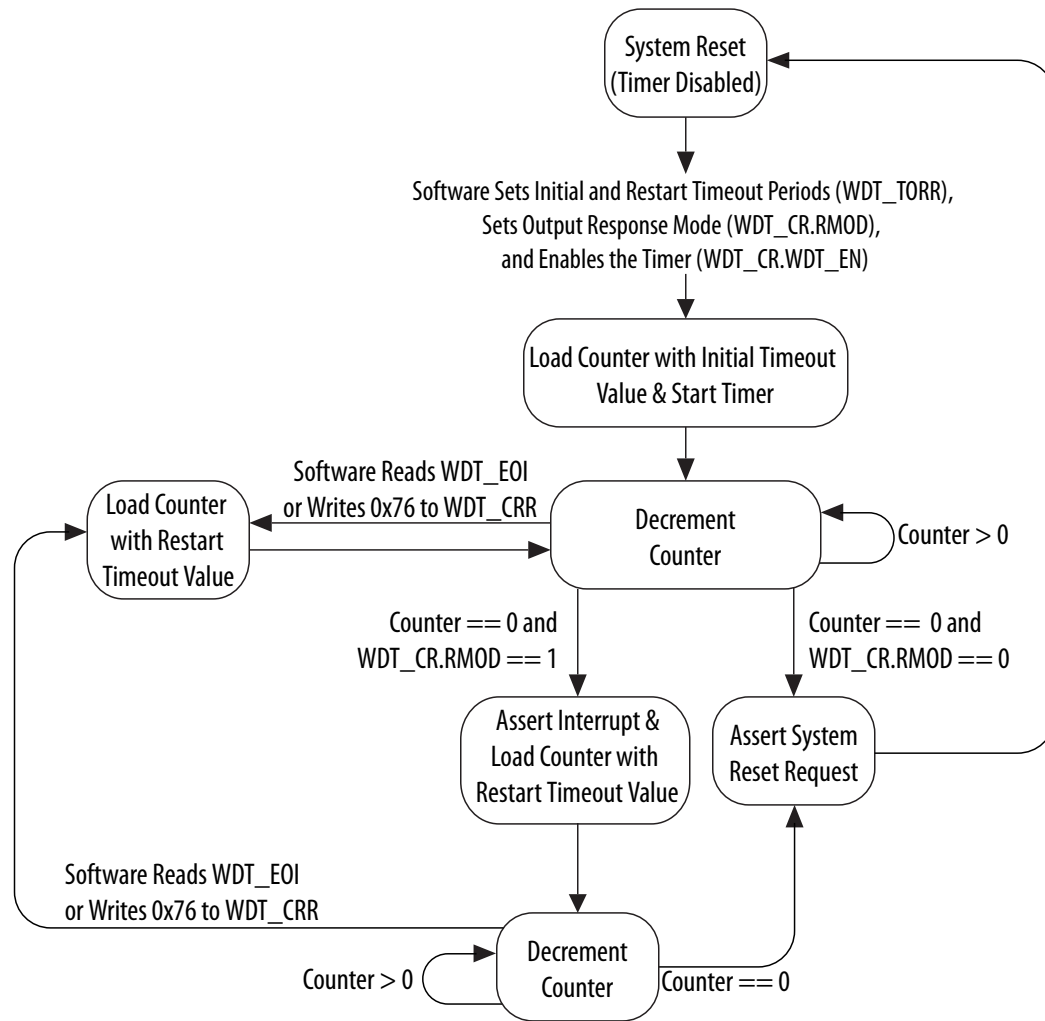 System Reset
(Timer Disabled)
Software Sets Initial and Restart Timeout Periods (WDT_TORR),
Sets Output Response Mode (WDT_CR.RMOD),
and Enables the Timer (WDT_CR.WDT_EN)
Load Counter with Initial Timeout
Value & Start Timer
Software Reads WDT_EOI
or Writes 0x76 to WDT_CRR
Load Counter
with Restart
Timeout Value
Decrement
Counter
Counter > 0
Counter == 0 and
WDT_CR.RMOD == 1
Counter == 0 and
WDT_CR.RMOD == 0
Assert Interrupt &
Load Counter with
Restart Timeout Value
Assert System
Reset Request
Software Reads WDT_EOI
or Writes 0x76 to WDT_CRR
Counter > 0
Decrement
Counter
Counter == 0